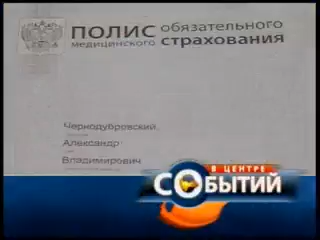 ПОЛИС обязательного
медицинского страхования
Чернодубровский
Александр
Владимирович
В ЦЕНТРЕ
СОБЫТИЙ